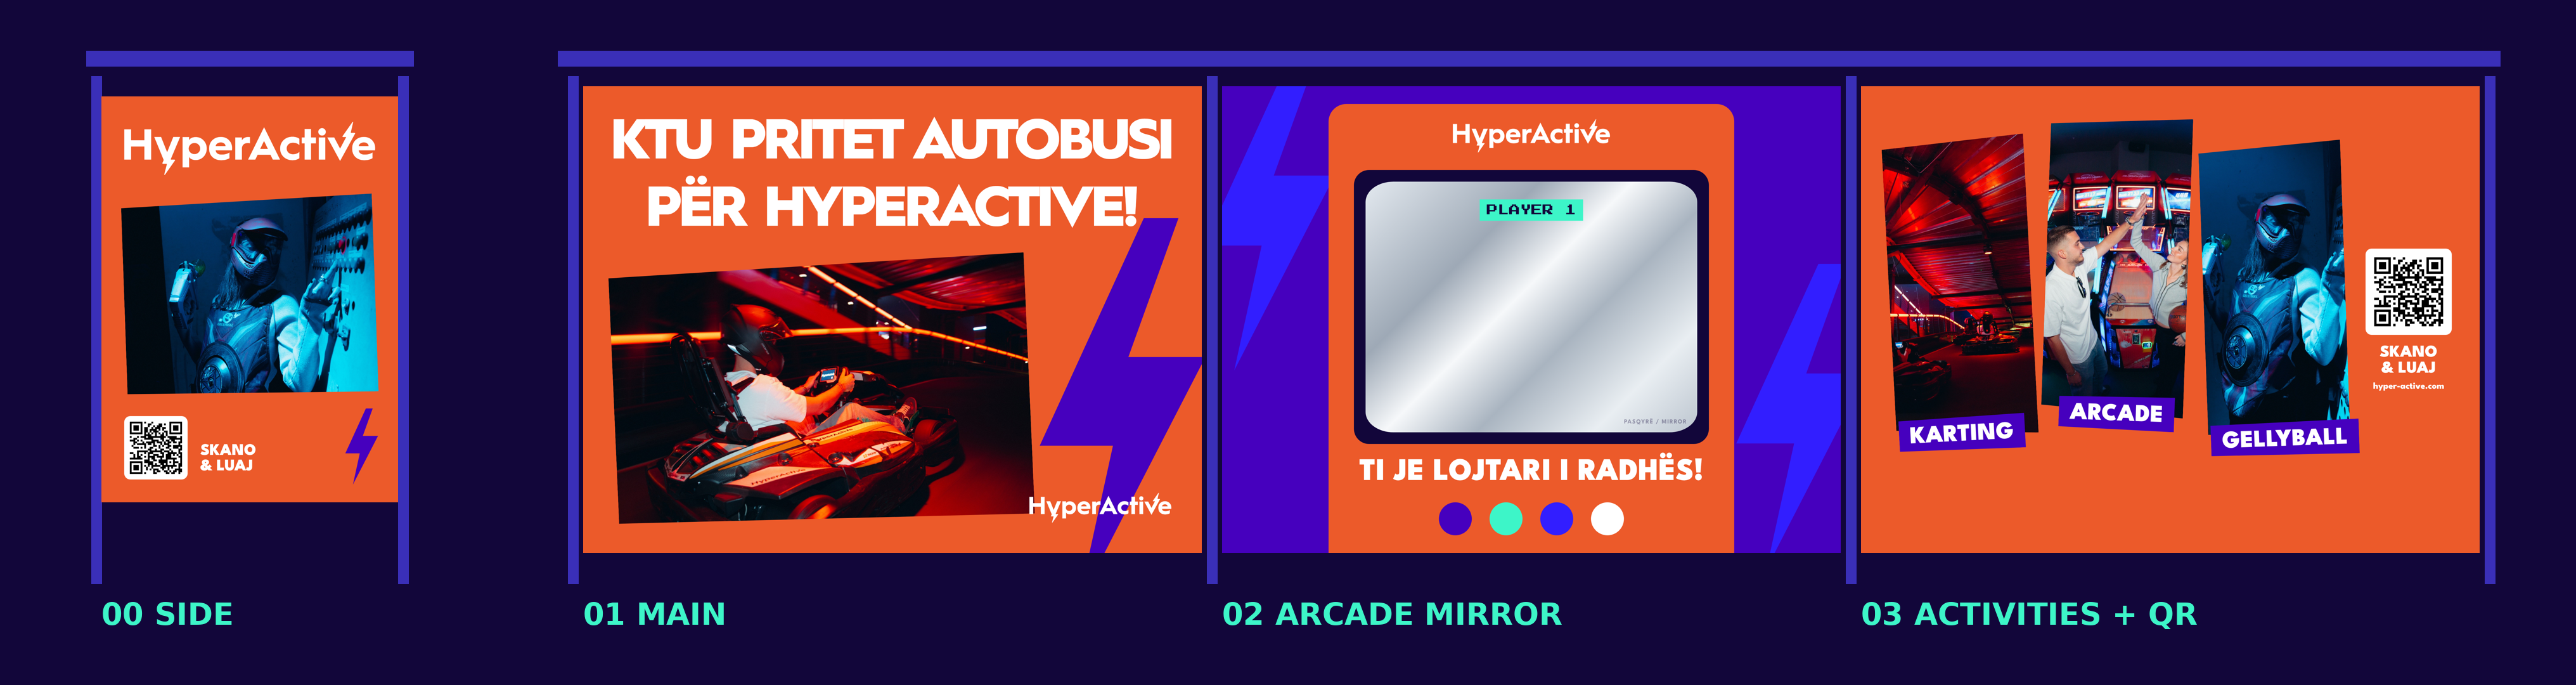 HyperActive
SKANO
& LUAJ
00 SIDE
KTU PRITET AUTOBUSI
PËR HYPERACTIVE!
HyperActive
01 MAIN
HyperActive
PLAYER 1
PASQYRË / MIRROR
TI JE LOJTARI I RADHËS!
02 ARCADE MIRROR
KARTING
ARCADE
GELLYBALL
SKANO
& LUAJ
hyper-active.com
03 ACTIVITIES + QR